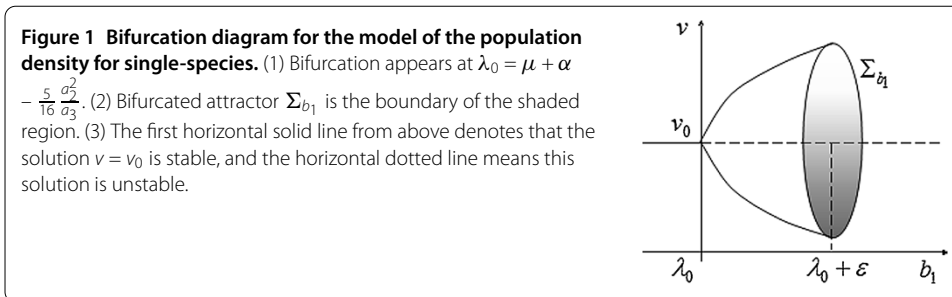 Figure 1 Bifurcation diagram for the model of the population
density for single-species. (1) Bifurcation appears at λ₀ = μ + α
– 5/16 a₂²/a₃. (2) Bifurcated attractor Σ_b₁ is the boundary of the shaded
region. (3) The first horizontal solid line from above denotes that the
solution v = v₀ is stable, and the horizontal dotted line means this
solution is unstable.
v
Σ_b₁
v₀
λ₀
λ₀ + ε
b₁